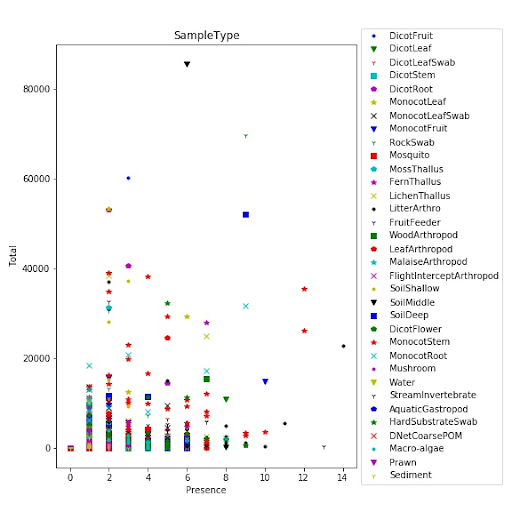 SampleType
80000
60000
40000
20000
0
Total
0 2 4 6 8 10 12 14
Presence
DicotFruit
DicotLeaf
DicotLeafSwab
DicotStem
DicotRoot
MonocotLeaf
MonocotLeafSwab
MonocotFruit
RockSwab
Mosquito
MossThallus
FernThallus
LichenThallus
LitterArthro
FruitFeeder
WoodArthropod
LeafArthropod
MalaiseArthropod
FlightInterceptArthropod
SoilShallow
SoilMiddle
SoilDeep
DicotFlower
MonocotStem
MonocotRoot
Mushroom
Water
StreamInvertebrate
AquaticGastropod
HardSubstrateSwab
DNetCoarsePOM
Macro-algae
Prawn
Sediment